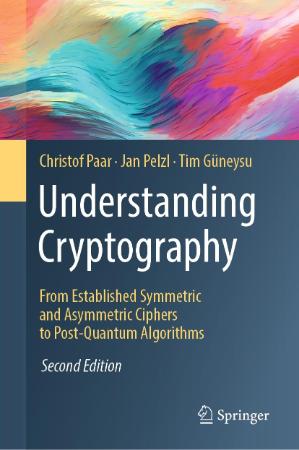 Christof Paar · Jan Pelzl · Tim Güneysu
Understanding
Cryptography
From Established Symmetric
and Asymmetric Ciphers
to Post-Quantum Algorithms
Second Edition
Springer